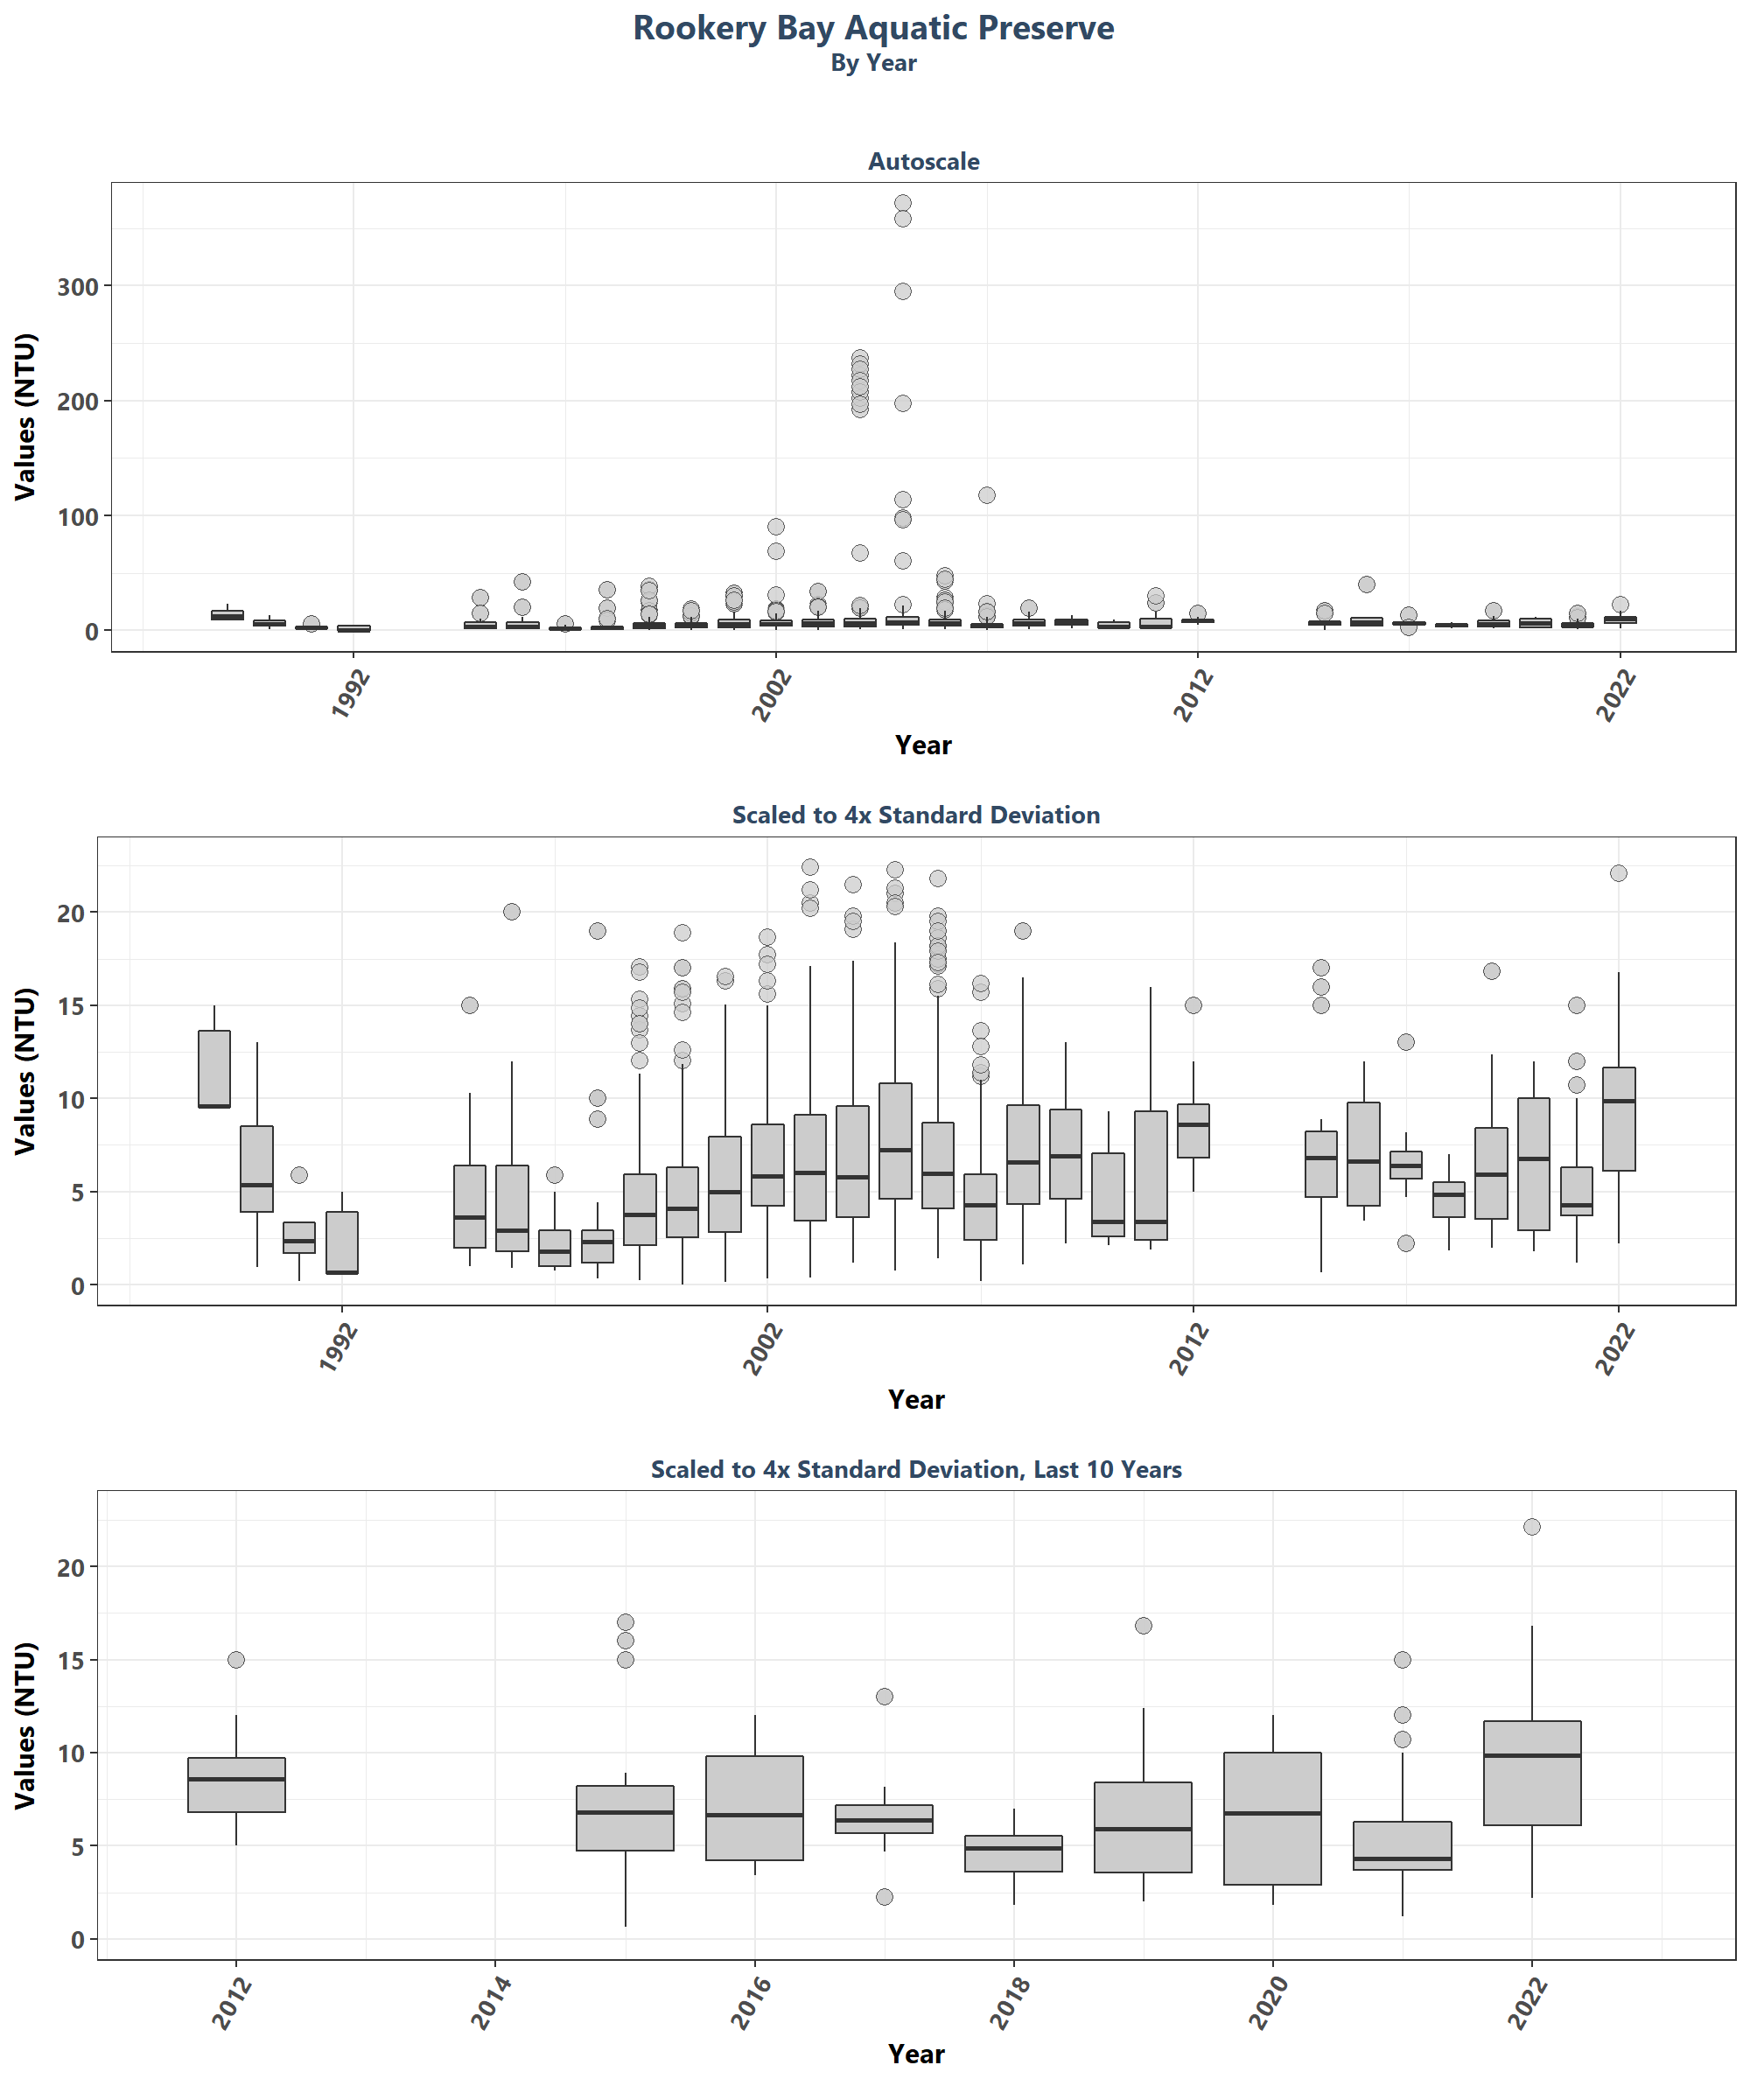 Rookery Bay Aquatic Preserve
By Year
Autoscale
Values (NTU)
300
200
100
0
1992
2002
2012
2022
Year
Scaled to 4x Standard Deviation
Values (NTU)
20
15
10
5
0
1992
2002
2012
2022
Year
Scaled to 4x Standard Deviation, Last 10 Years
Values (NTU)
20
15
10
5
0
2012
2014
2016
2018
2020
2022
Year